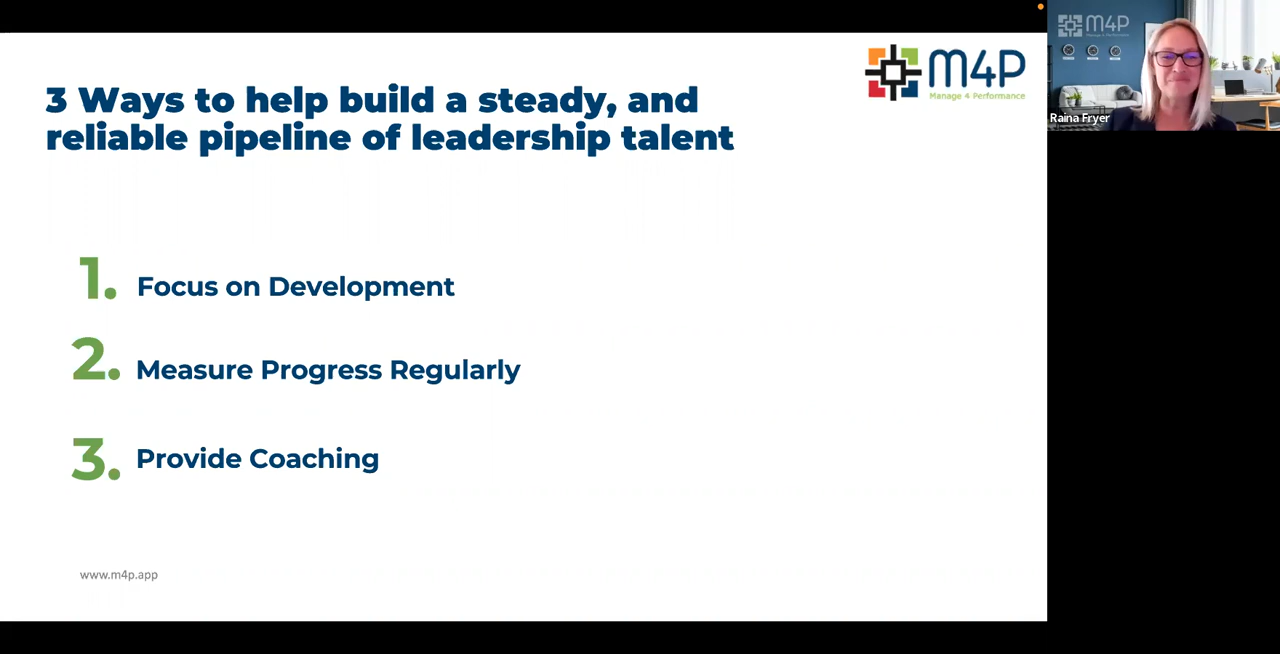 3 Ways to help build a steady, and
reliable pipeline of leadership talent
M4P
Manage 4 Performance
M4P
Raina Fryer
1. Focus on Development
2. Measure Progress Regularly
3. Provide Coaching
www.m4p.app